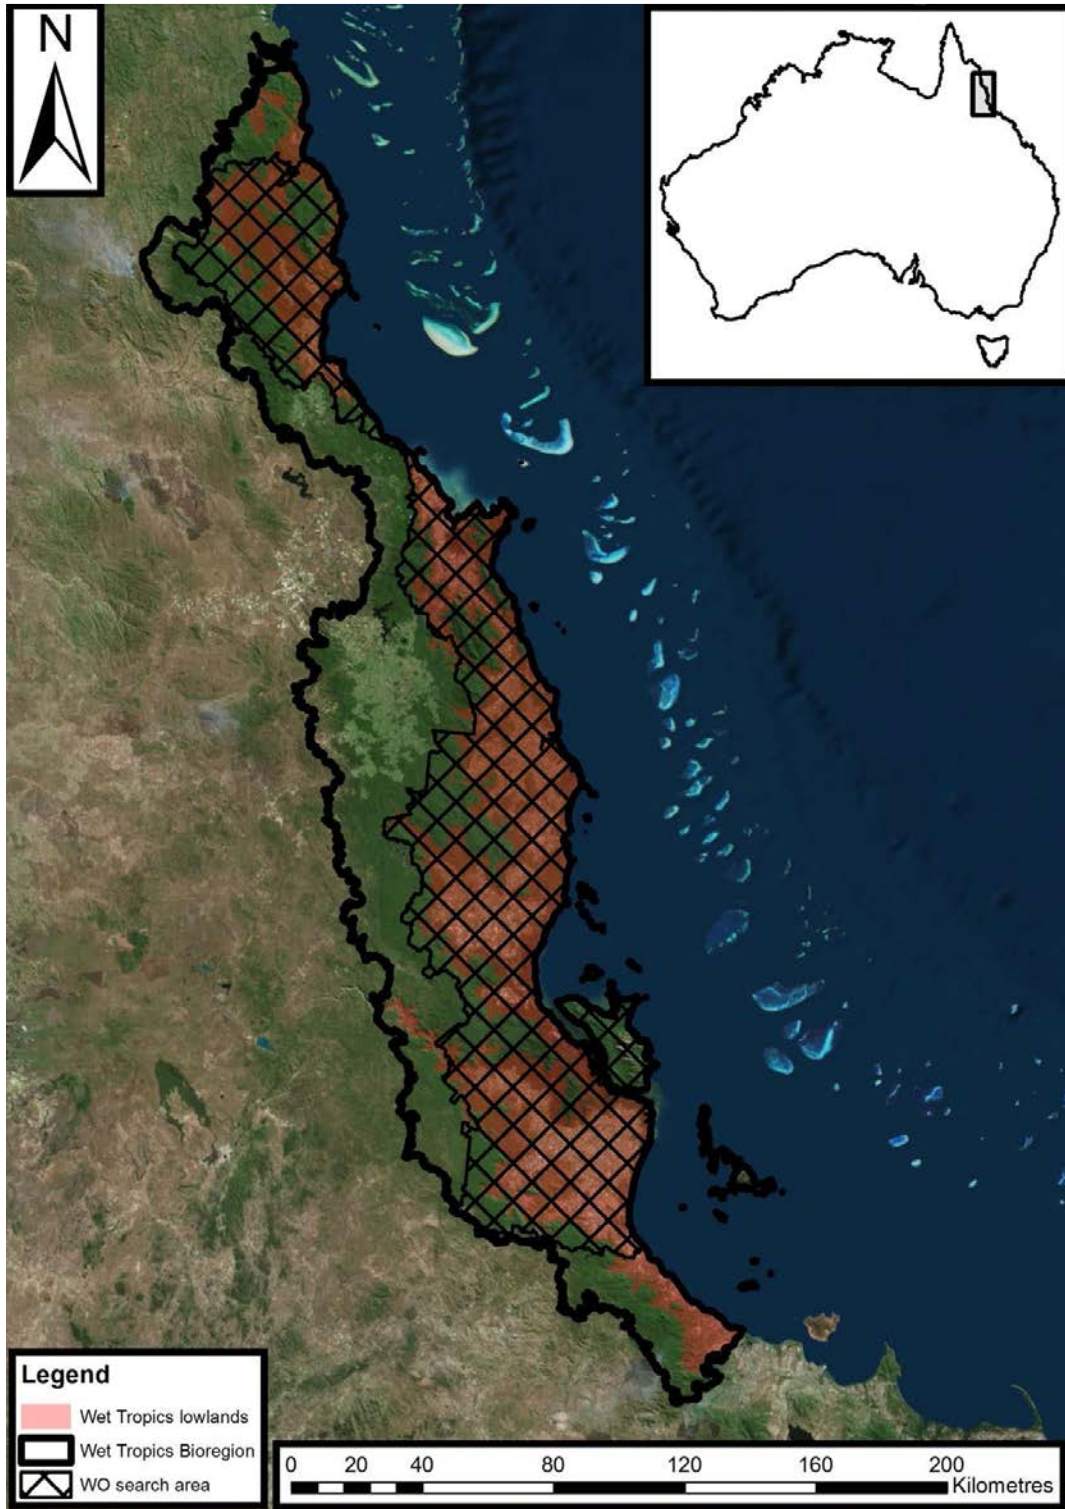 N
Legend
Wet Tropics lowlands
Wet Tropics Bioregion
WO search area
0 20 40 80 120 160 200
Kilometres